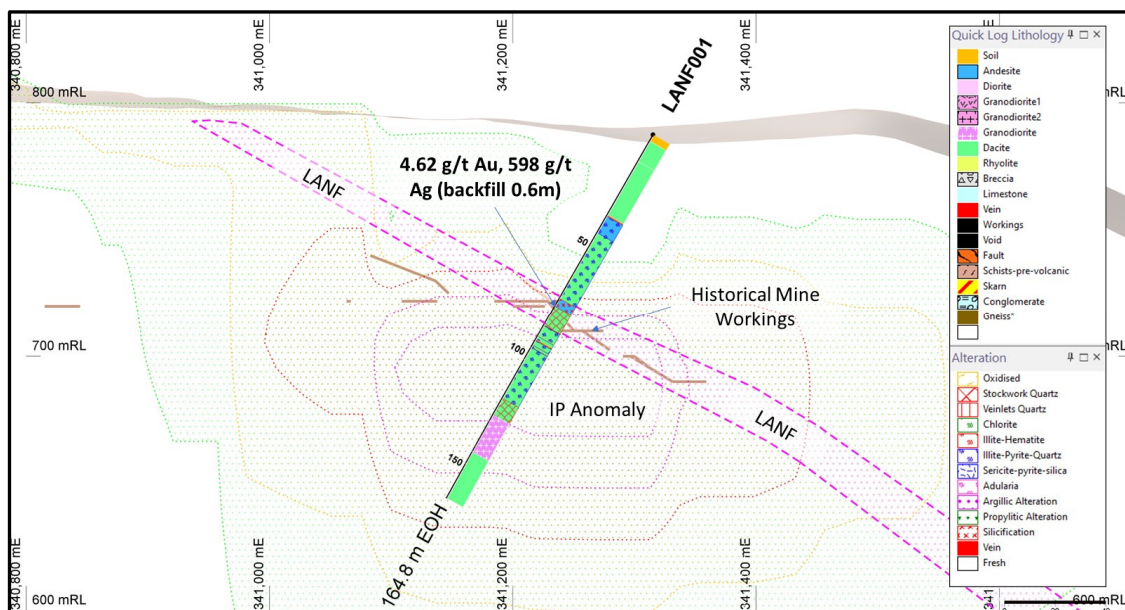 340,800 mE
341,000 mE
341,200 mE
341,400 mE
800 mRL
800 mRL
LANF001
LANF
4.62 g/t Au, 598 g/t
Ag (backfill 0.6m)
50
Historical Mine
Workings
700 mRL
100
IP Anomaly
LANF
150
164.8 m EOH
600 mRL
600 mRL
340,800 mE
341,000 mE
341,200 mE
341,400 mE
Quick Log Lithology
Soil
Andesite
Diorite
Granodiorite1
Granodiorite2
Granodiorite
Dacite
Rhyolite
Breccia
Limestone
Vein
Workings
Void
Fault
Schists-pre-volcanic
Skarn
Conglomerate
Gneiss*
Alteration
Oxidised
Stockwork Quartz
Veinlets Quartz
Chlorite
Illite-Hematite
Illite-Pyrite-Quartz
Sericite-pyrite-silica
Adularia
Argillic Alteration
Propylitic Alteration
Silicification
Vein
Fresh